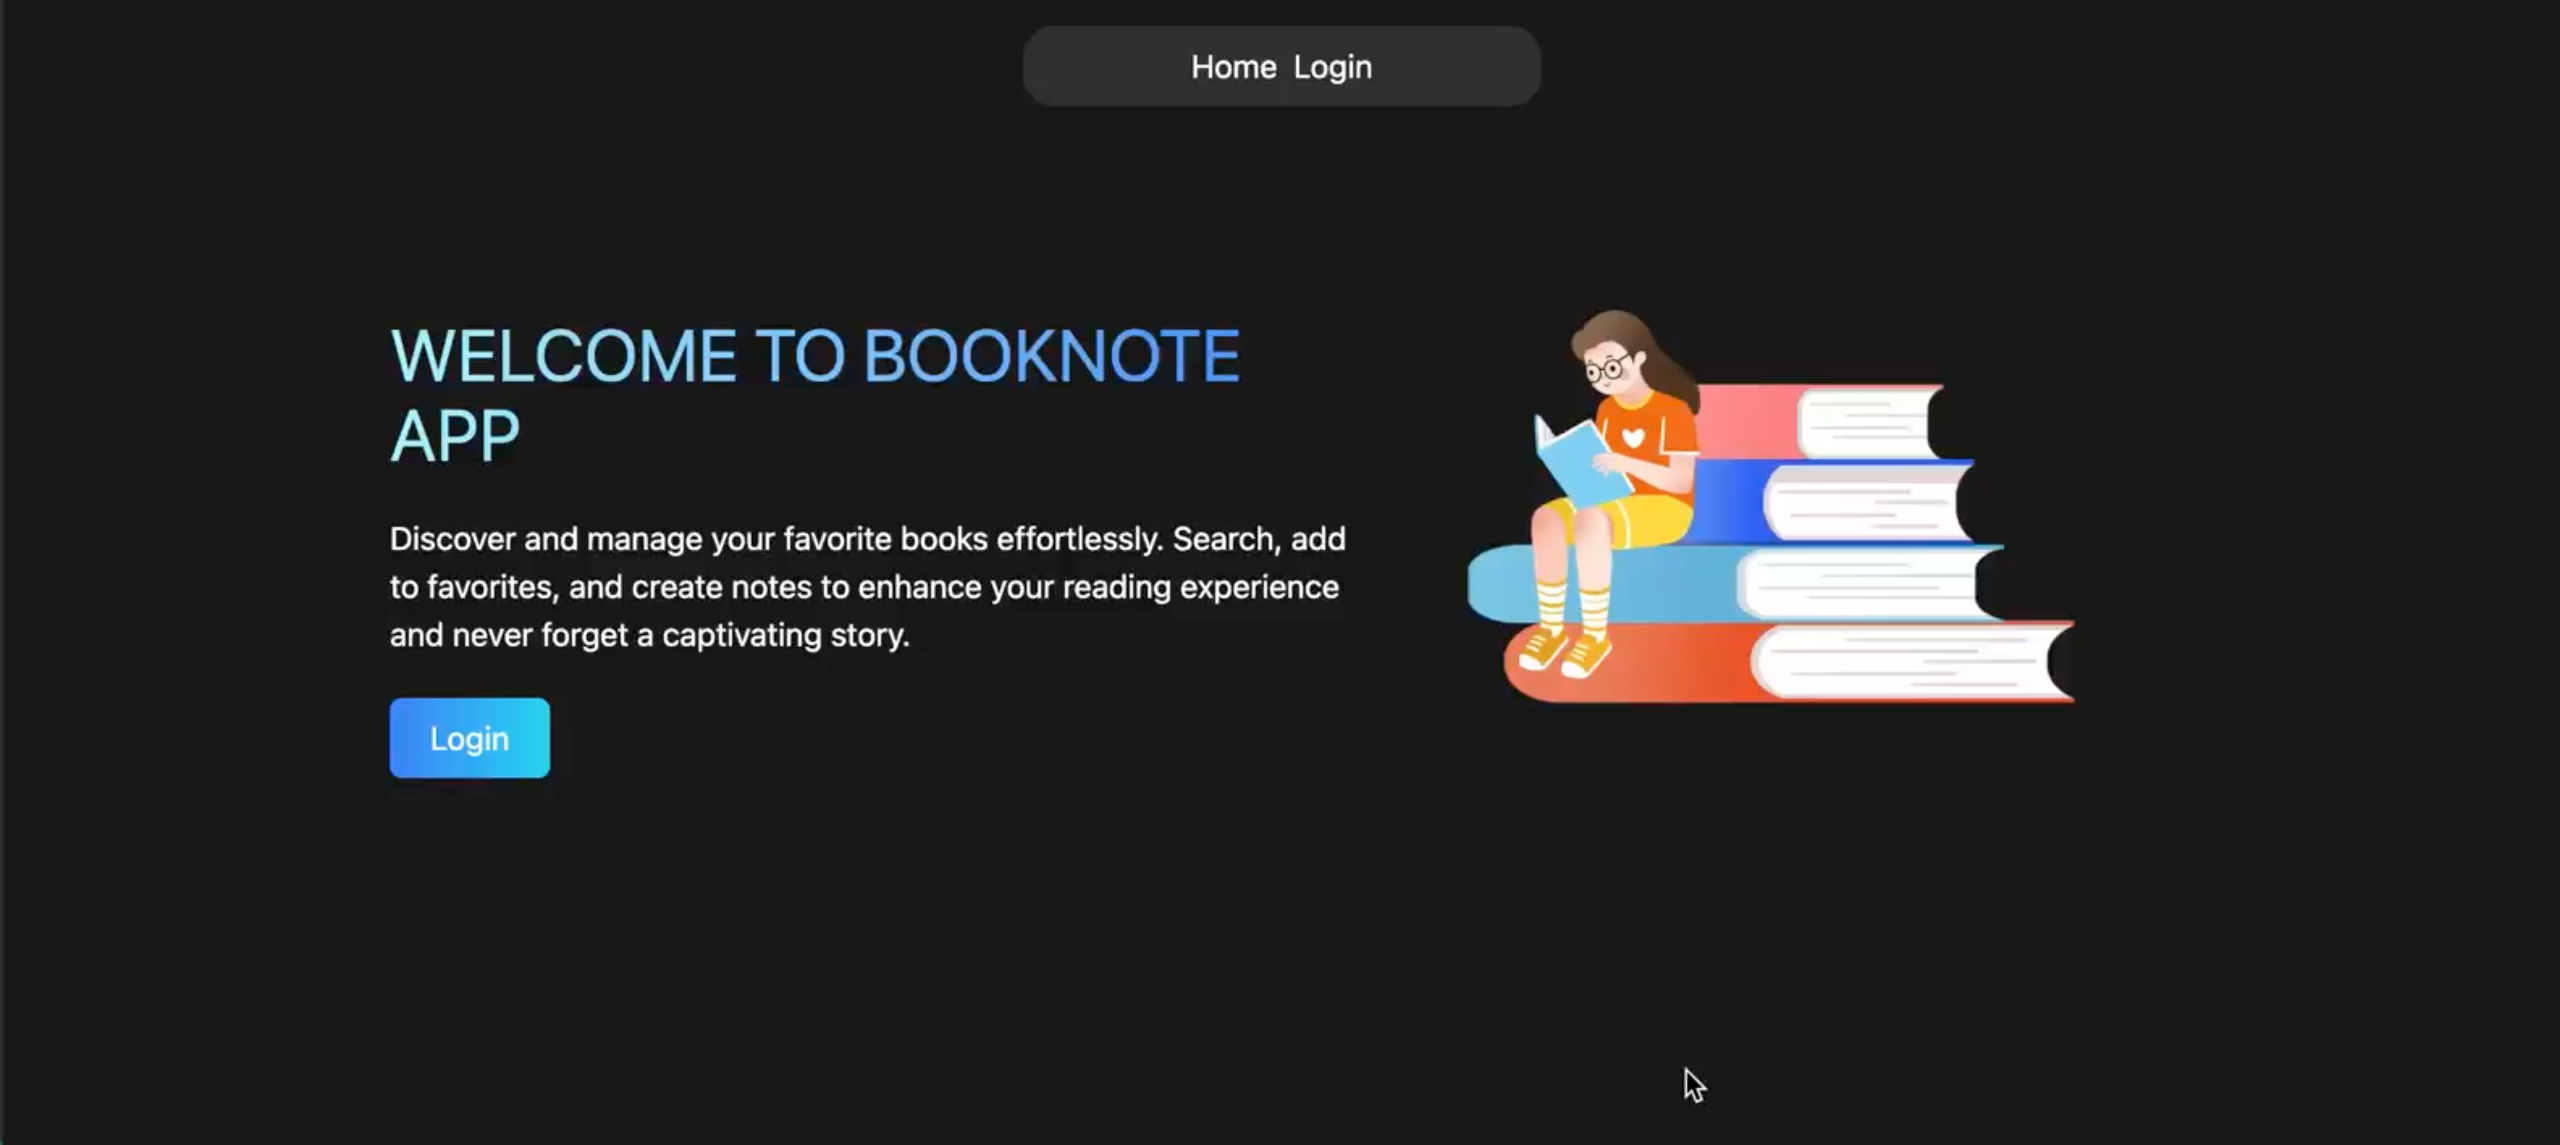 Home Login
WELCOME TO BOOKNOTE
APP
Discover and manage your favorite books effortlessly. Search, add
to favorites, and create notes to enhance your reading experience
and never forget a captivating story.
Login